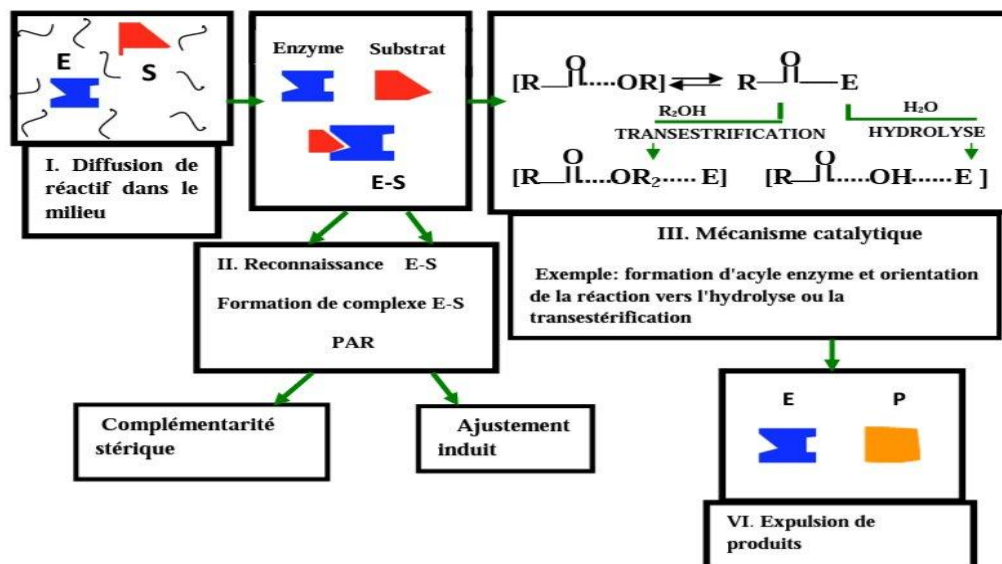 E
S
I. Diffusion de
réactif dans le
milieu
Enzyme Substrat
E-S
II. Reconnaissance E-S
Formation de complexe E-S
PAR
Complémentarité
stérique
Ajustement
induit
O
[R .....OR]
O
R E
R₂OH
TRANSESTRIFICATION
H₂O
HYDROLYSE
O
[R .....OR₂..... E]
O
[R ......OH.....E ]
III. Mécanisme catalytique
Exemple: formation d'acyle enzyme et orientation
de la réaction vers l'hydrolyse ou la
transestérification
E P
VI. Expulsion de
produits